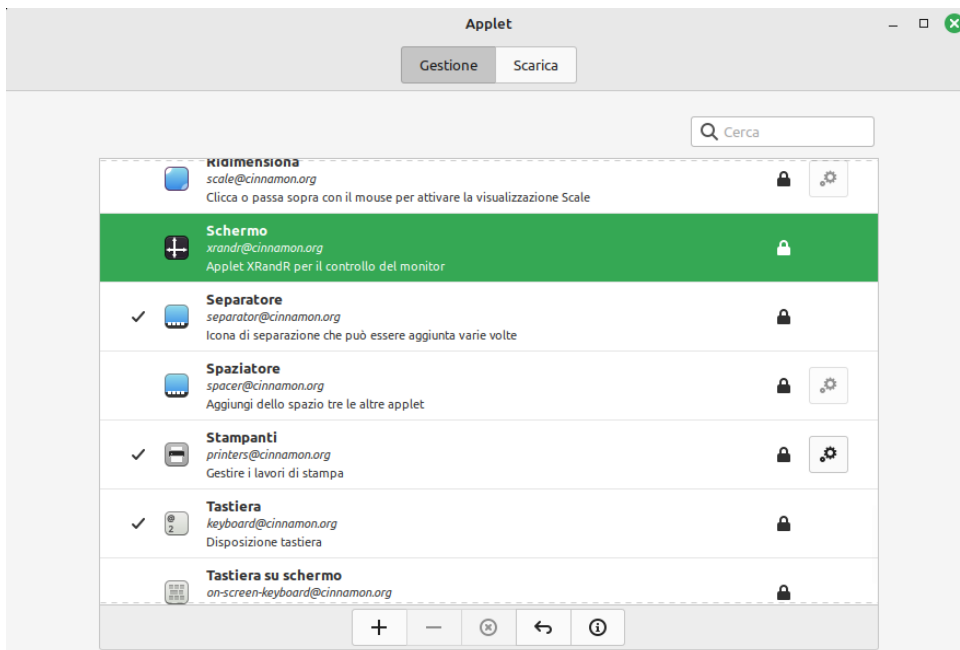 Applet
Gestione
Scarica
Cerca
Ridimensiona
scale@cinnamon.org
Clicca o passa sopra con il mouse per attivare la visualizzazione Scale
Schermo
xrandr@cinnamon.org
Applet XRandR per il controllo del monitor
Separatore
separator@cinnamon.org
Icona di separazione che può essere aggiunta varie volte
Spaziatore
spacer@cinnamon.org
Aggiungi dello spazio tre le altre applet
Stampanti
printers@cinnamon.org
Gestire i lavori di stampa
Tastiera
keyboard@cinnamon.org
Disposizione tastiera
Tastiera su schermo
on-screen-keyboard@cinnamon.org